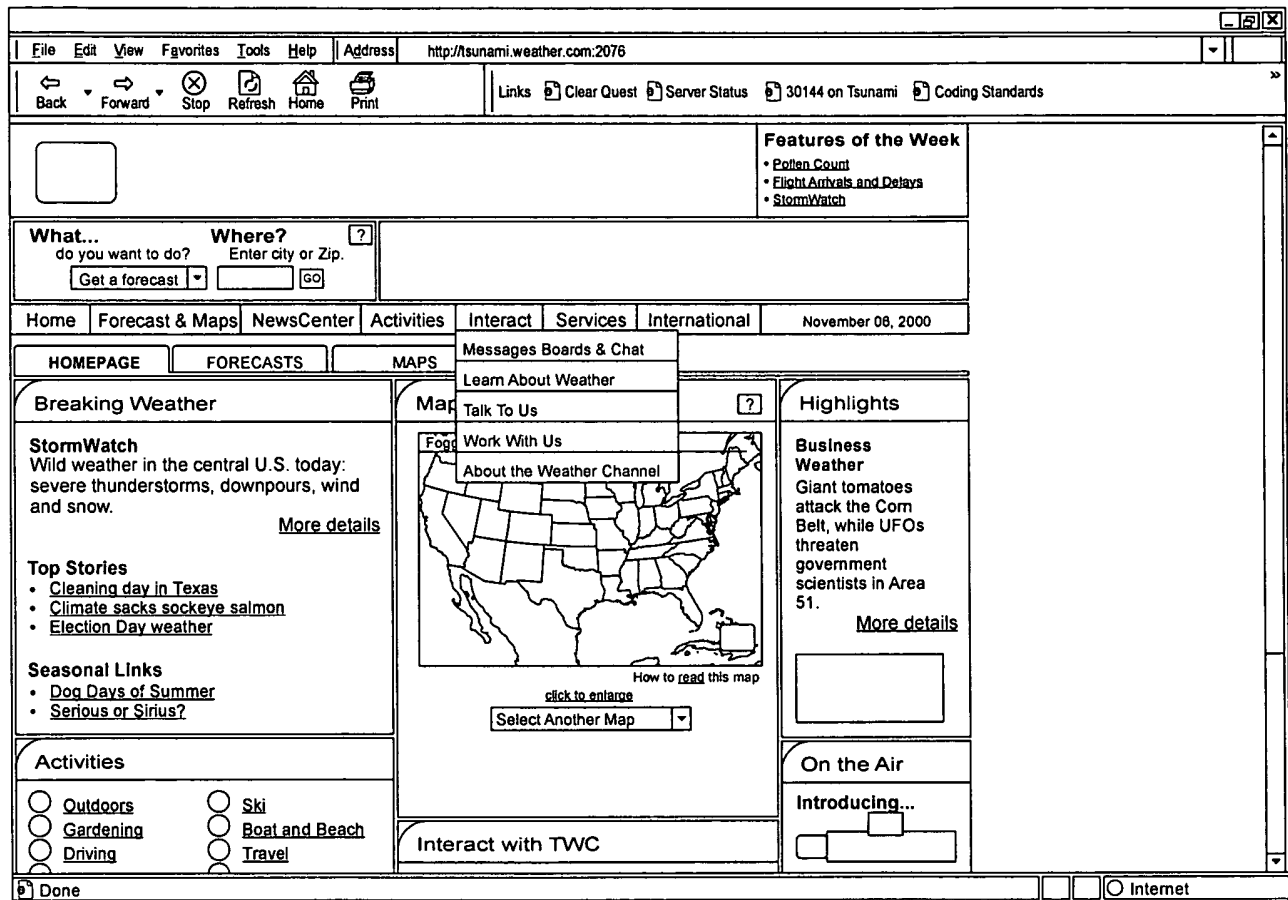 File Edit View Favorites Tools Help Address http://tsunami.weather.com:2076
Back Forward Stop Refresh Home Print Links Clear Quest Server Status 30144 on Tsunami Coding Standards »
Features of the Week
• Pollen Count
• Flight Arrivals and Delays
• StormWatch
What... Where? ?
do you want to do? Enter city or Zip.
Get a forecast GO
Home Forecast & Maps NewsCenter Activities Interact Services International November 06, 2000
HOMEPAGE FORECASTS MAPS
Messages Boards & Chat
Learn About Weather
Talk To Us
Work With Us
About the Weather Channel
Breaking Weather
StormWatch
Wild weather in the central U.S. today:
severe thunderstorms, downpours, wind
and snow.
More details
Top Stories
• Cleaning day in Texas
• Climate sacks sockeye salmon
• Election Day weather
Seasonal Links
• Dog Days of Summer
• Serious or Sirius?
Activities
Outdoors Ski
Gardening Boat and Beach
Driving Travel
Map ?
Fogg
How to read this map
click to enlarge
Select Another Map
Interact with TWC
Highlights
Business
Weather
Giant tomatoes
attack the Corn
Belt, while UFOs
threaten
government
scientists in Area
51.
More details
On the Air
Introducing...
Done Internet